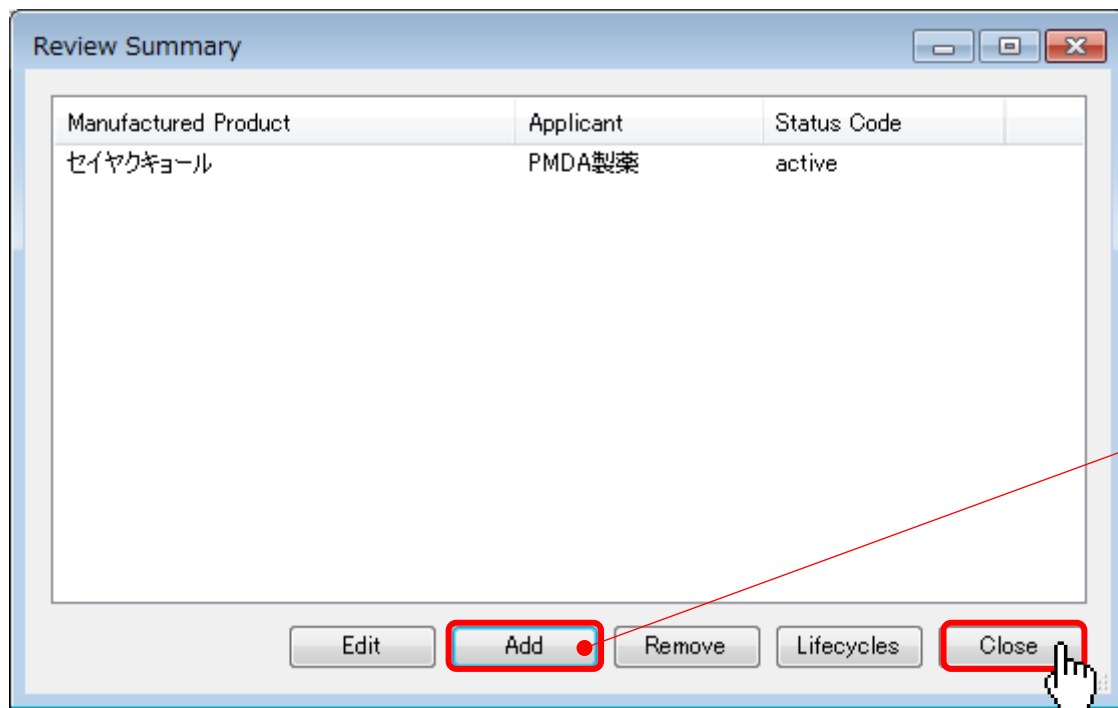 Review Summary
Manufactured Product Applicant Status Code
セイヤクキョール PMDA製薬 active
Edit Add Remove Lifecycles Close